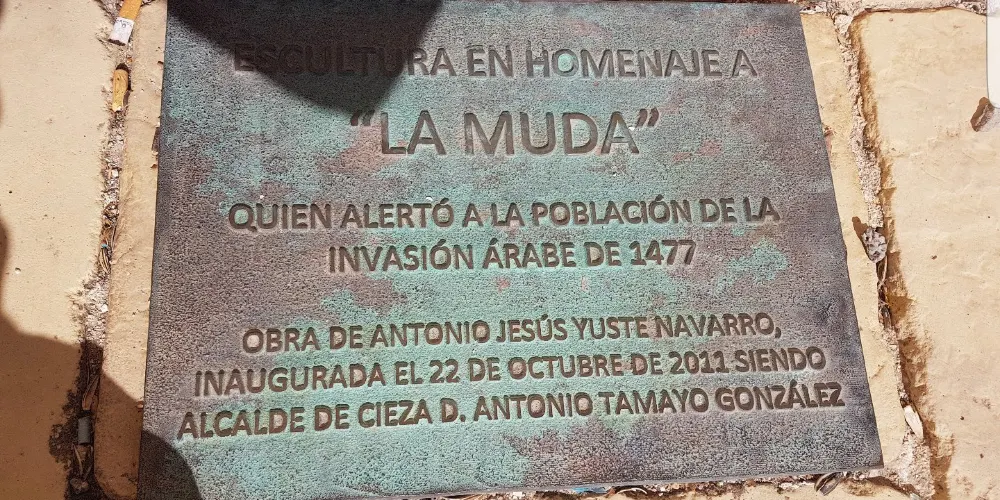 ESCULTURA EN HOMENAJE A
“LA MUDA”
QUIEN ALERTÓ A LA POBLACIÓN DE LA
INVASIÓN ÁRABE DE 1477
OBRA DE ANTONIO JESÚS YUSTE NAVARRO,
INAUGURADA EL 22 DE OCTUBRE DE 2011 SIENDO
ALCALDE DE CIEZA D. ANTONIO TAMAYO GONZÁLEZ